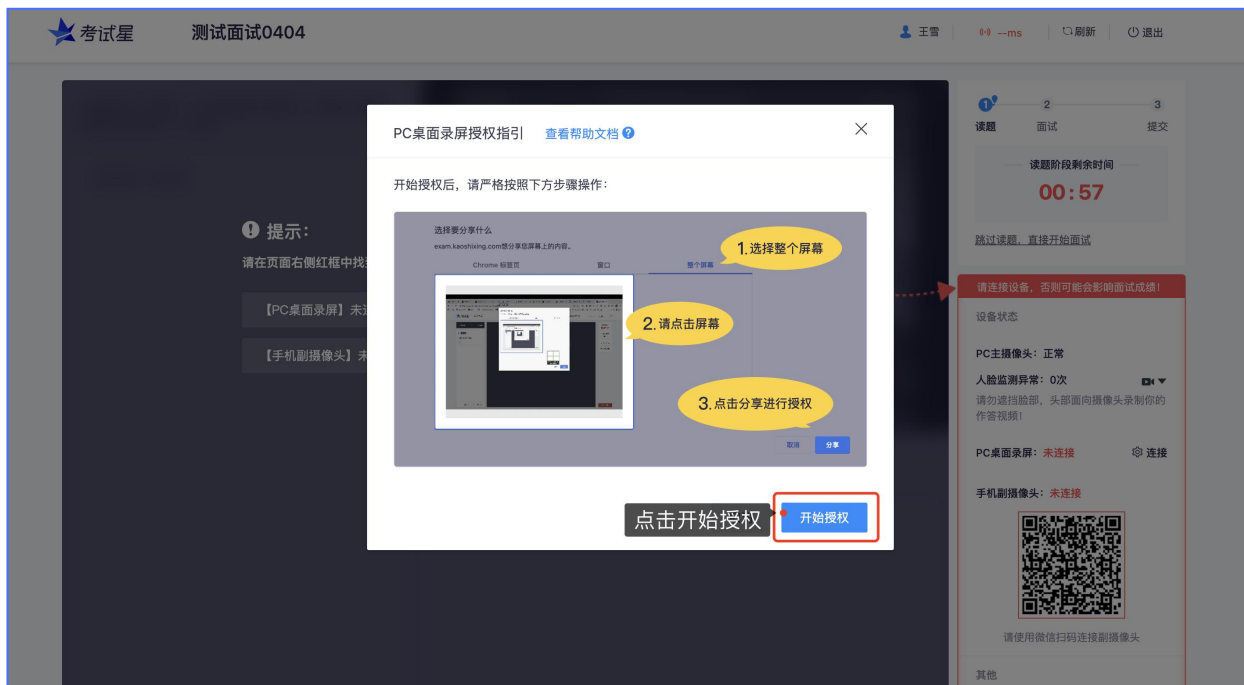 考试星
测试面试0404
王雪
--ms
刷新
退出
PC桌面录屏授权指引
查看帮助文档
开始授权后，请严格按照下方步骤操作：
选择要分享什么
exam.kaoshixing.com想分享您屏幕上的内容。
Chrome 标签页
窗口
整个屏幕
1.选择整个屏幕
2.请点击屏幕
3.点击分享进行授权
取消
分享
点击开始授权
开始授权
提示：
请在页面右侧红框中找
【PC桌面录屏】未
【手机副摄像头】未
1
2
3
读题
面试
提交
读题阶段剩余时间
00:57
跳过读题，直接开始面试
请连接设备，否则可能会影响面试成绩！
设备状态
PC主摄像头：正常
人脸监测异常：0次
请勿遮挡脸部，头部面向摄像头录制你的
作答视频！
PC桌面录屏：未连接
连接
手机副摄像头：未连接
请使用微信扫码连接副摄像头
其他